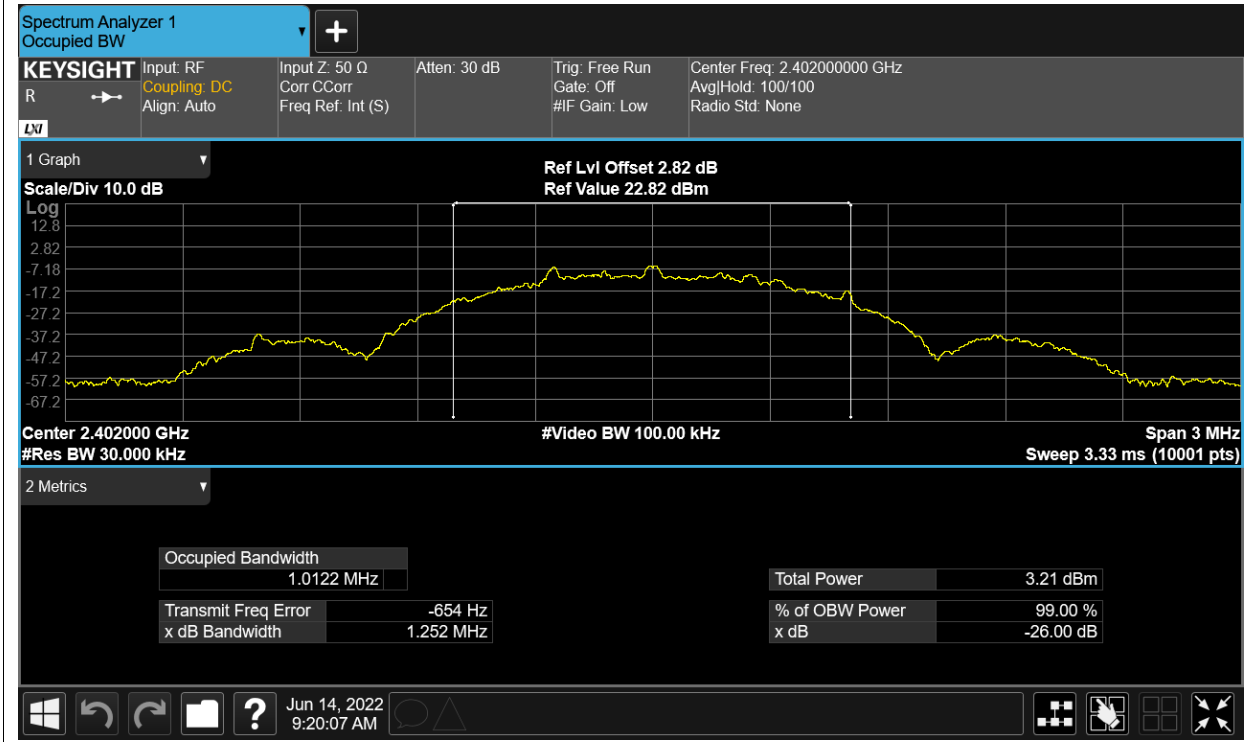 Spectrum Analyzer 1
Occupied BW
KEYSIGHT Input: RF Input Z: 50 Ω Atten: 30 dB Trig: Free Run Center Freq: 2.402000000 GHz
R Coupling: DC Corr CCorr Gate: Off Avg|Hold: 100/100
Align: Auto Freq Ref: Int (S) #IF Gain: Low Radio Std: None
LXI
1 Graph
Ref Lvl Offset 2.82 dB
Scale/Div 10.0 dB Ref Value 22.82 dBm
Log
12.8
2.82
-7.18
-17.2
-27.2
-37.2
-47.2
-57.2
-67.2
Center 2.402000 GHz #Video BW 100.00 kHz Span 3 MHz
#Res BW 30.000 kHz Sweep 3.33 ms (10001 pts)
2 Metrics
Occupied Bandwidth
1.0122 MHz Total Power 3.21 dBm
Transmit Freq Error -654 Hz % of OBW Power 99.00 %
x dB Bandwidth 1.252 MHz x dB -26.00 dB
? Jun 14, 2022
9:20:07 AM